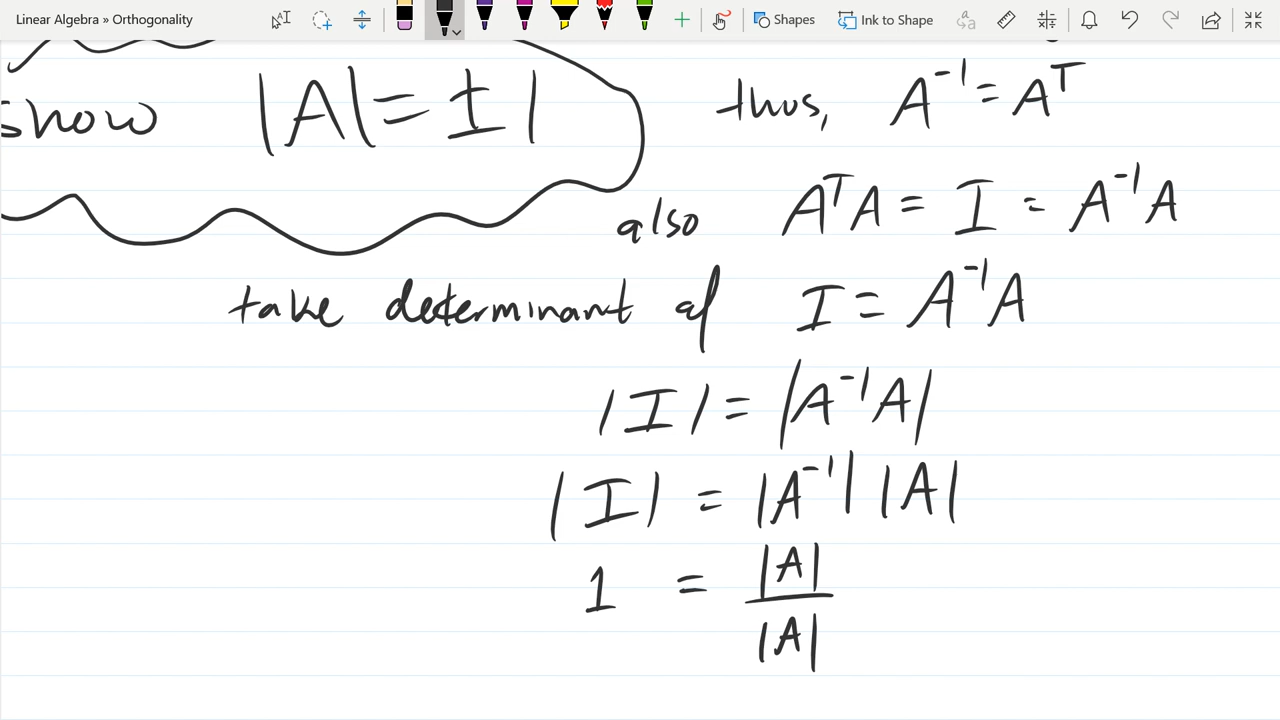 Linear Algebra » Orthogonality
Shapes
Ink to Shape
show |A| = ± 1
thus, A⁻¹ = Aᵀ
also AᵀA = I = A⁻¹A
take determinant of I = A⁻¹A
|I| = |A⁻¹A|
|I| = |A⁻¹| |A|
1 = |A| / |A|